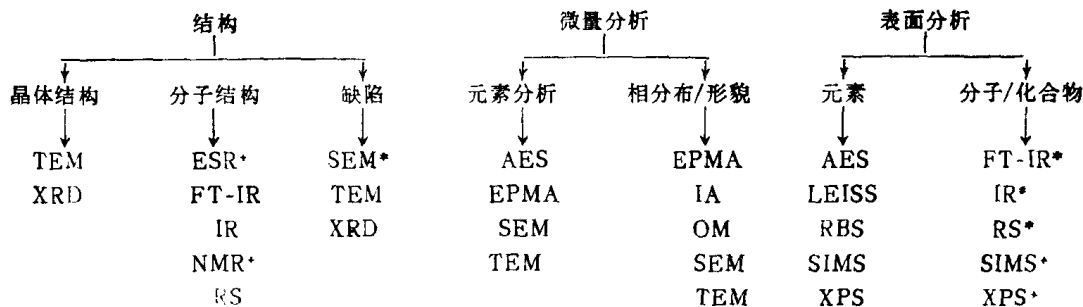 结构 微量分析 表面分析
晶体结构 分子结构 缺陷 元素分析 相分布/形貌 元素 分子/化合物
TEM ESR⁺ SEM* AES EPMA AES FT-IR*
XRD FT-IR TEM EPMA IA LEISS IR*
IR XRD SEM OM RBS RS*
NMR⁺ TEM SEM SIMS SIMS⁺
RS TEM XPS XPS⁺